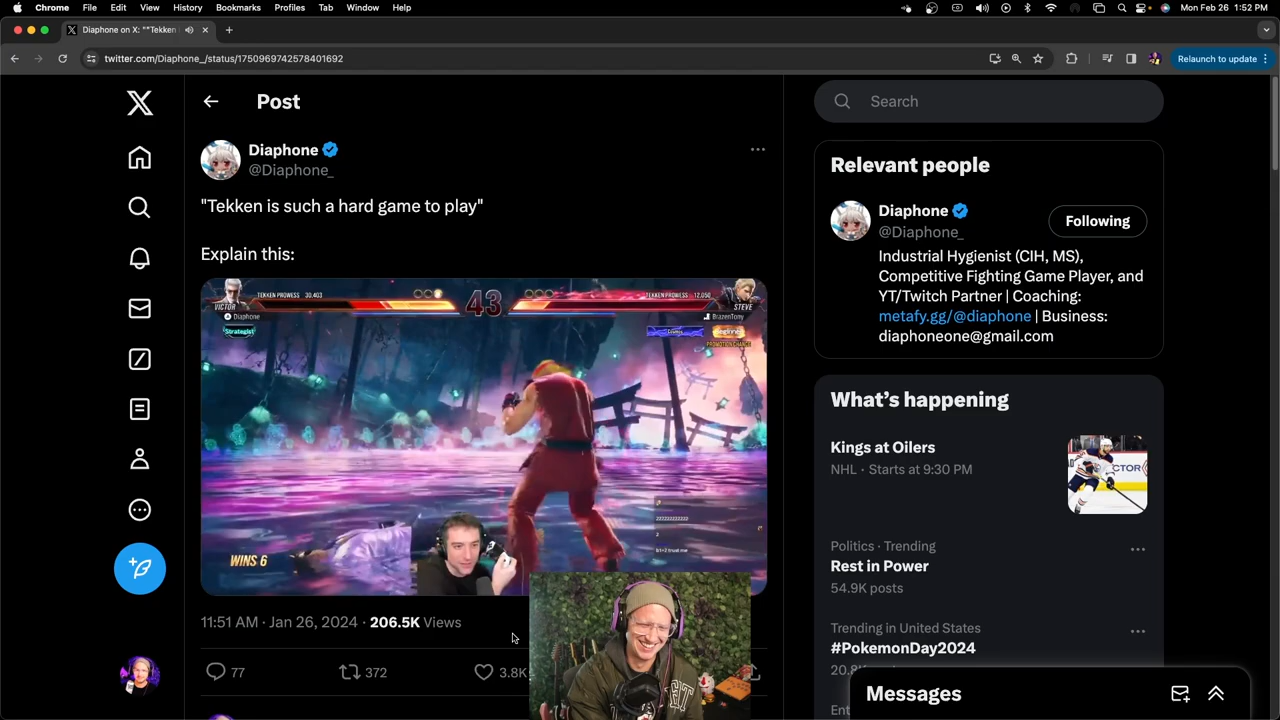 Chrome File Edit View History Bookmarks Profiles Tab Window Help
Mon Feb 26 1:52 PM
Diaphone on X: ""Tekken
twitter.com/Diaphone_/status/1750969742578401692
Relaunch to update
Post
Search
Diaphone
@Diaphone_
"Tekken is such a hard game to play"
Explain this:
VICTOR
TEKKEN PROWESS 30,403
43
TEKKEN PROWESS 12,050
STEVE
Diaphone
BrazenTony
Strategist
PROMOTION CHANCE
WINS 6
11:51 AM · Jan 26, 2024 · 206.5K Views
77
372
3.8K
Relevant people
Diaphone
@Diaphone_
Following
Industrial Hygienist (CIH, MS),
Competitive Fighting Game Player, and
YT/Twitch Partner | Coaching:
metafy.gg/@diaphone | Business:
diaphoneone@gmail.com
What's happening
Kings at Oilers
NHL · Starts at 9:30 PM
Politics · Trending
Rest in Power
54.9K posts
Trending in United States
#PokemonDay2024
20.8
Messages